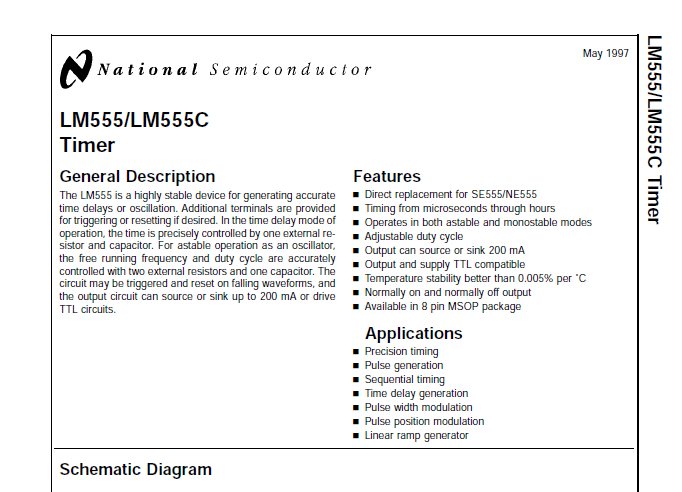 National Semiconductor
May 1997
LM555/LM555C Timer
LM555/LM555C
Timer
General Description
The LM555 is a highly stable device for generating accurate
time delays or oscillation. Additional terminals are provided
for triggering or resetting if desired. In the time delay mode of
operation, the time is precisely controlled by one external re-
sistor and capacitor. For astable operation as an oscillator,
the free running frequency and duty cycle are accurately
controlled with two external resistors and one capacitor. The
circuit may be triggered and reset on falling waveforms, and
the output circuit can source or sink up to 200 mA or drive
TTL circuits.
Features
■ Direct replacement for SE555/NE555
■ Timing from microseconds through hours
■ Operates in both astable and monostable modes
■ Adjustable duty cycle
■ Output can source or sink 200 mA
■ Output and supply TTL compatible
■ Temperature stability better than 0.005% per °C
■ Normally on and normally off output
■ Available in 8 pin MSOP package
Applications
■ Precision timing
■ Pulse generation
■ Sequential timing
■ Time delay generation
■ Pulse width modulation
■ Pulse position modulation
■ Linear ramp generator
Schematic Diagram